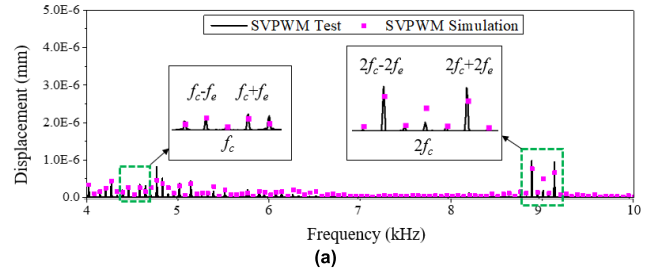 SVPWM Test SVPWM Simulation
5.0E-6
4.0E-6
3.0E-6
2.0E-6
1.0E-6
0.0
Displacement (mm)
fc-fe fc+fe
fc
2fc-2fe 2fc+2fe
2fc
4 5 6 7 8 9 10
Frequency (kHz)
(a)